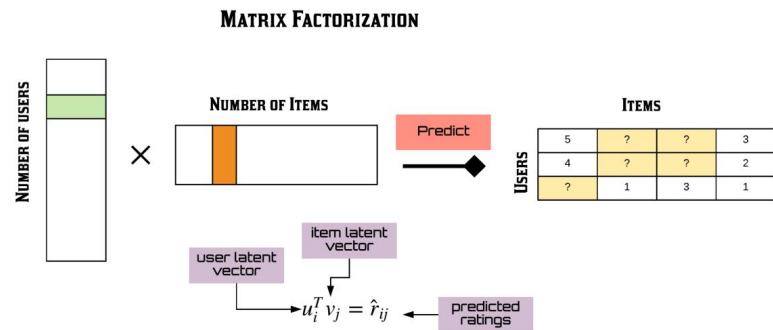 MATRIX FACTORIZATION
NUMBER OF USERS
×
NUMBER OF ITEMS
Predict
ITEMS
USERS
5 ? ? 3
4 ? ? 2
? 1 3 1
item latent
vector
user latent
vector
u_i^T v_j = r̂_ij
predicted
ratings